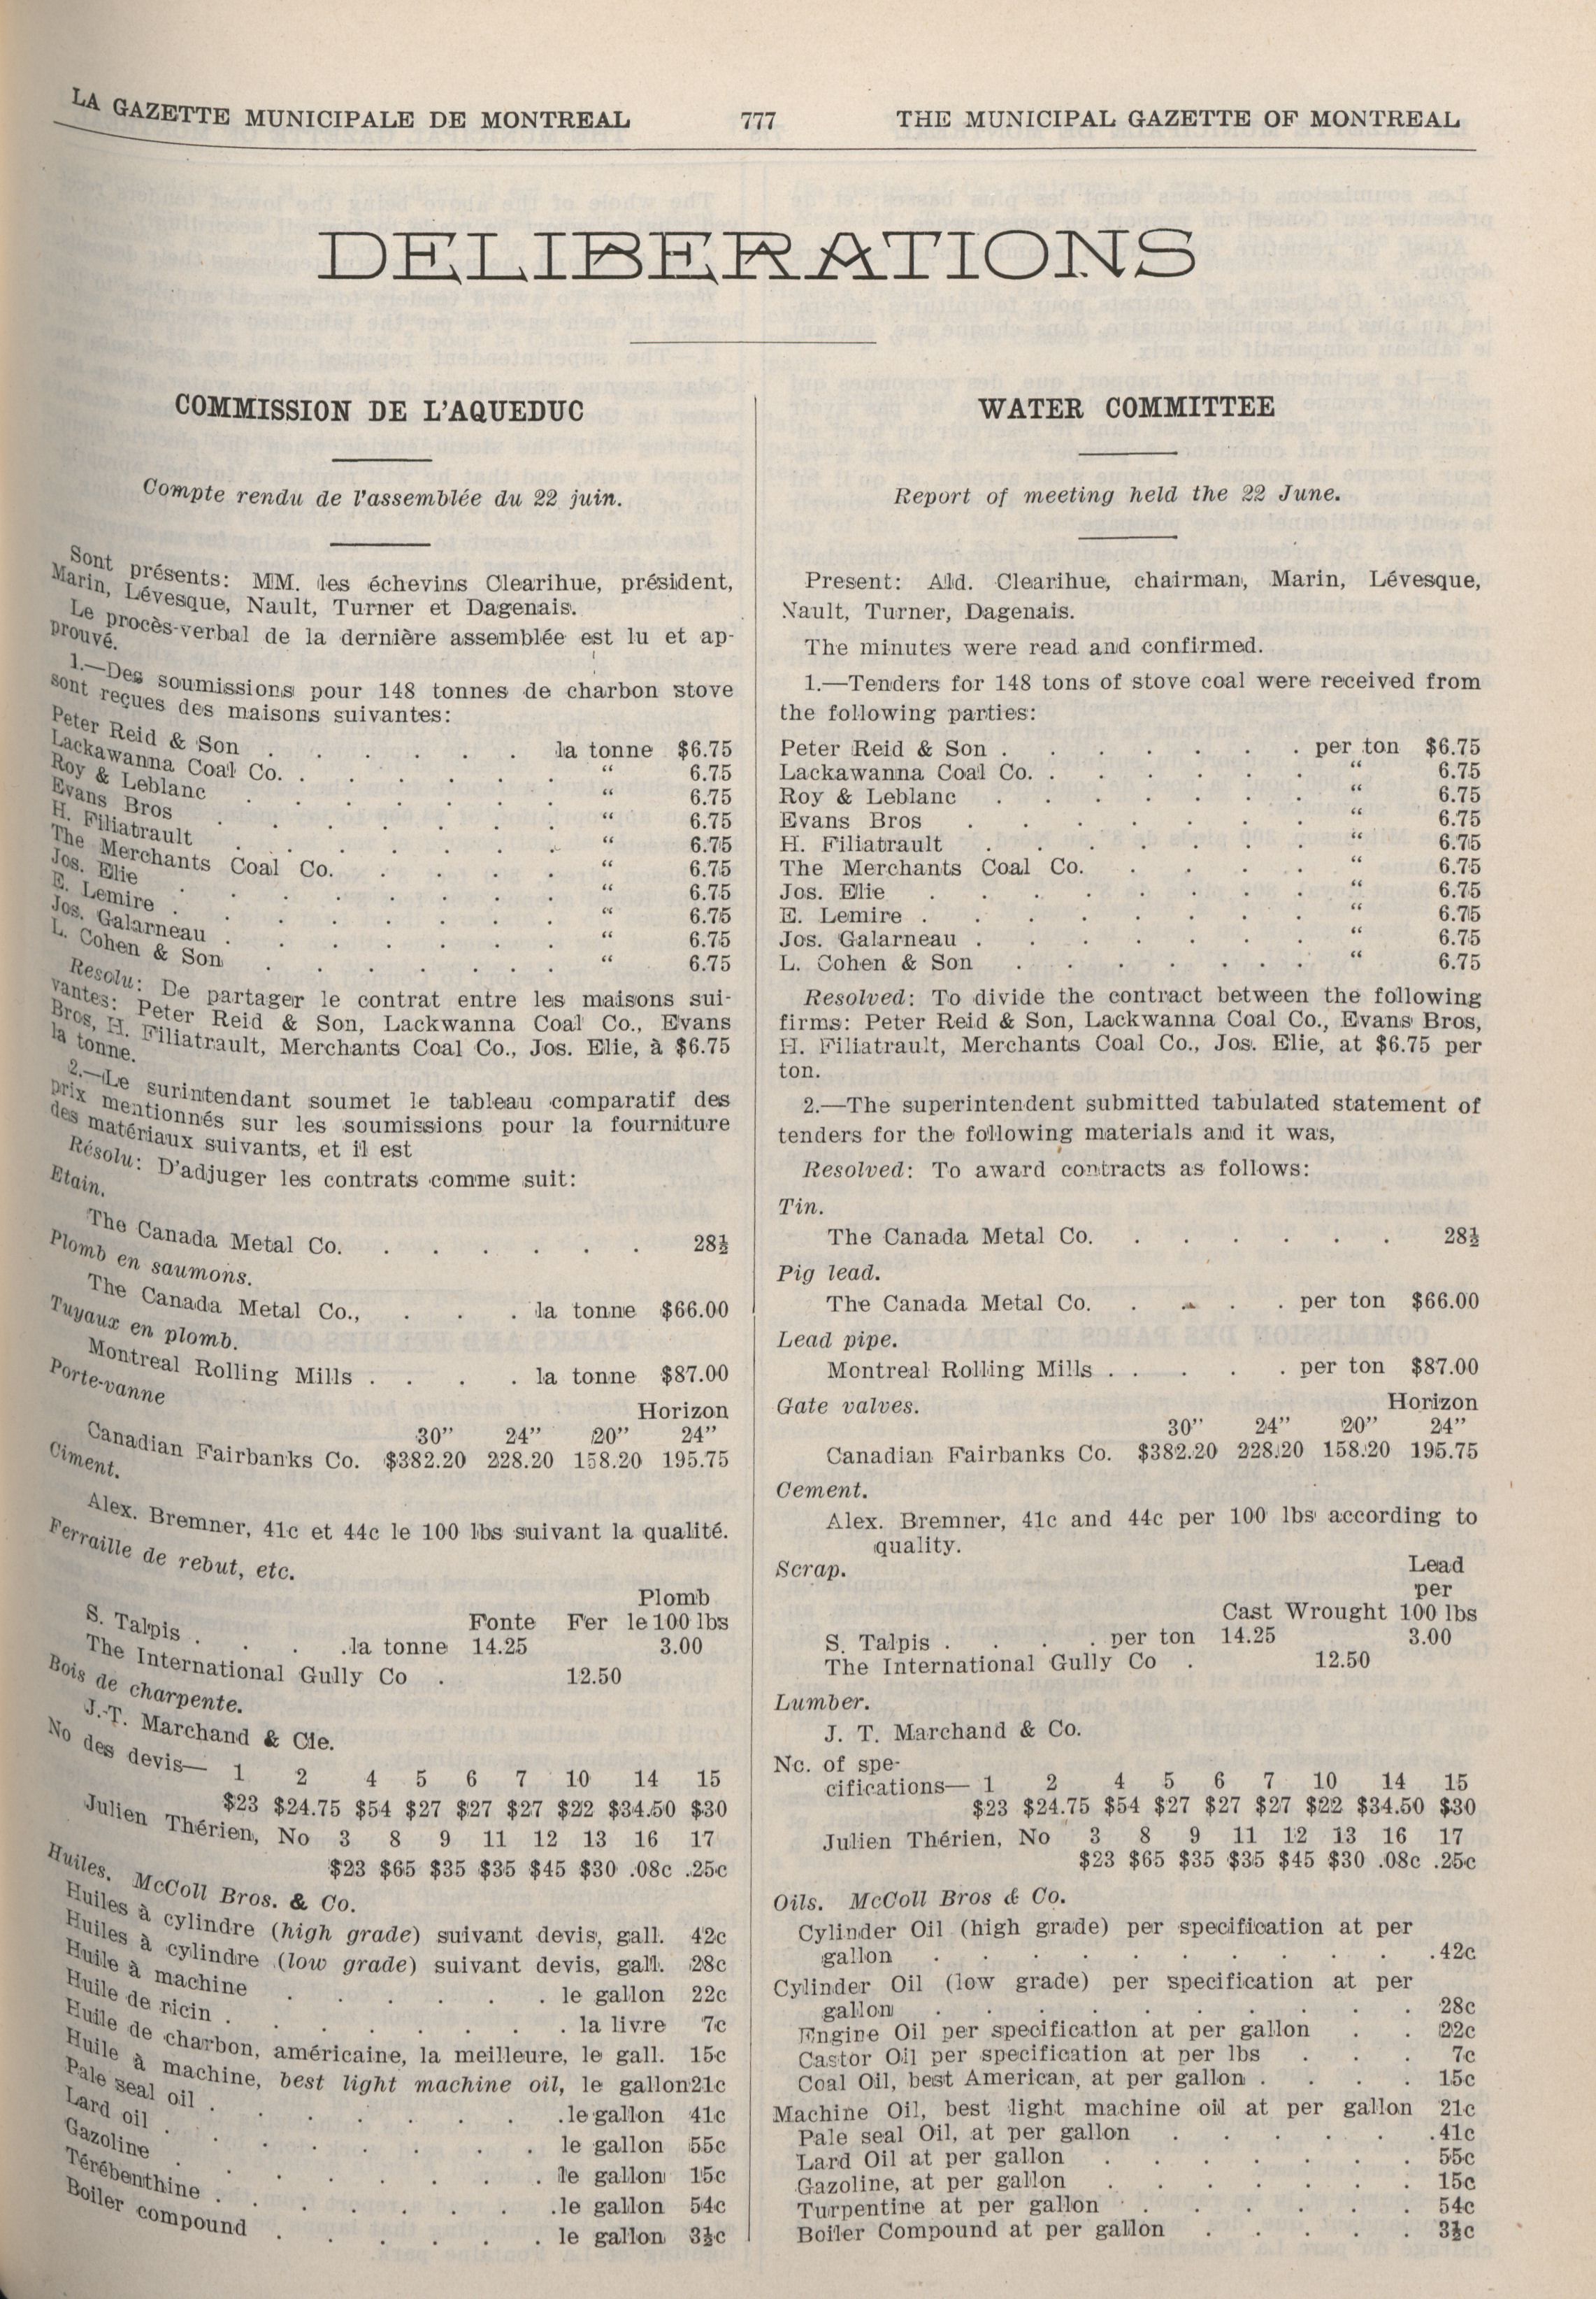 LA GAZETTE MUNICIPALE DE MONTREAL 777 THE MUNICIPAL GAZETTE OF MONTREAL
DELIBERATIONS
COMMISSION DE L'AQUEDUC
Compte rendu de l'assemblée du 22 juin.
Sont présents: MM. les échevins Clearihue, président,
Marin, Lévesque, Nault, Turner et Dagenais.
Le procès-verbal de la dernière assemblée est lu et ap-
prouvé.
1.—Des soumissions pour 148 tonnes de charbon stove
sont reçues des maisons suivantes:
Peter Reid & Son . . . . . . la tonne $6.75
Lackawanna Coal Co. . . . . . . “ 6.75
Roy & Leblanc . . . . . . . “ 6.75
Evans Bros . . . . . . . “ 6.75
H. Filiatrault . . . . . . . “ 6.75
The Merchants Coal Co. . . . . “ 6.75
Jos. Elie . . . . . . . . “ 6.75
E. Lemire . . . . . . . . “ 6.75
Jos. Galarneau . . . . . . . “ 6.75
L. Cohen & Son . . . . . . “ 6.75
Resolu: De partager le contrat entre les maisons sui-
vantes: Peter Reid & Son, Lackwanna Coal Co., Evans
Bros, H. Filiatrault, Merchants Coal Co., Jos. Elie, à $6.75
la tonne.
2.—Le surintendant soumet le tableau comparatif des
prix mentionnés sur les soumissions pour la fourniture
des matériaux suivants, et il est
Résolu: D'adjuger les contrats comme suit:
Etain.
The Canada Metal Co. . . . . . . 28½
Plomb en saumons.
The Canada Metal Co., . . . la tonne $66.00
Tuyaux en plomb.
Montreal Rolling Mills . . . . la tonne $87.00
Porte-vanne
Horizon
30” 24” 20” 24”
Canadian Fairbanks Co. $382.20 228.20 158.20 195.75
Ciment.
Alex. Bremner, 41c et 44c le 100 lbs suivant la qualité.
Ferraille de rebut, etc.
Plomb
Fonte Fer le 100 lbs
S. Talpis . . . . la tonne 14.25 3.00
The International Gully Co . 12.50
Bois de charpente.
J.-T. Marchand & Cie.
No des devis— 1 2 4 5 6 7 10 14 15
$23 $24.75 $54 $27 $27 $27 $22 $34.50 $30
Julien Thérien, No 3 8 9 11 12 13 16 17
$23 $65 $35 $35 $45 $30 .08c .25c
Huiles. McColl Bros. & Co.
Huiles à cylindre (high grade) suivant devis, gall. 42c
Huiles à cylindre (low grade) suivant devis, gall. 28c
Huile à machine . . . . . . le gallon 22c
Huile de ricin . . . . . . . la livre 7c
Huile de charbon, américaine, la meilleure, le gall. 15c
Huile à machine, best light machine oil, le gallon 21c
Pale seal oil . . . . . . . . le gallon 41c
Lard oil . . . . . . . . le gallon 55c
Gazoline . . . . . . . . le gallon 15c
Térébenthine . . . . . . . le gallon 54c
Boiler compound . . . . . . le gallon 3½c
WATER COMMITTEE
Report of meeting held the 22 June.
Present: Ald. Clearihue, chairman, Marin, Lévesque,
Nault, Turner, Dagenais.
The minutes were read and confirmed.
1.—Tenders for 148 tons of stove coal were received from
the following parties:
Peter Reid & Son . . . . . . . per ton $6.75
Lackawanna Coal Co. . . . . . . “ 6.75
Roy & Leblanc . . . . . . . “ 6.75
Evans Bros . . . . . . . “ 6.75
H. Filiatrault . . . . . . . “ 6.75
The Merchants Coal Co. . . . . “ 6.75
Jos. Elie . . . . . . . . “ 6.75
E. Lemire . . . . . . . . “ 6.75
Jos. Galarneau . . . . . . . “ 6.75
L. Cohen & Son . . . . . . “ 6.75
Resolved: To divide the contract between the following
firms: Peter Reid & Son, Lackwanna Coal Co., Evans Bros,
H. Filiatrault, Merchants Coal Co., Jos. Elie, at $6.75 per
ton.
2.—The superintendent submitted tabulated statement of
tenders for the following materials and it was,
Resolved: To award contracts as follows:
Tin.
The Canada Metal Co. . . . . . . 28½
Pig lead.
The Canada Metal Co. . . . . per ton $66.00
Lead pipe.
Montreal Rolling Mills . . . . . per ton $87.00
Gate valves. Horizon
30” 24” 20” 24”
Canadian Fairbanks Co. $382.20 228.20 158.20 195.75
Cement.
Alex. Bremner, 41c and 44c per 100 lbs according to
quality.
Scrap. Lead
per
Cast Wrought 100 lbs
S. Talpis . . . . per ton 14.25 3.00
The International Gully Co . 12.50
Lumber.
J. T. Marchand & Co.
No. of spe-
cifications— 1 2 4 5 6 7 10 14 15
$23 $24.75 $54 $27 $27 $27 $22 $34.50 $30
Julien Thérien, No 3 8 9 11 12 13 16 17
$23 $65 $35 $35 $45 $30 .08c .25c
Oils. McColl Bros & Co.
Cylinder Oil (high grade) per specification at per
gallon . . . . . . . . . . . 42c
Cylinder Oil (low grade) per specification at per
gallon . . . . . . . . . . 28c
Engine Oil per specification at per gallon . . 22c
Castor Oil per specification at per lbs . . . 7c
Coal Oil, best American, at per gallon . . . . 15c
Machine Oil, best light machine oil at per gallon 21c
Pale seal Oil, at per gallon . . . . . . 41c
Lard Oil at per gallon . . . . . . . 55c
Gazoline, at per gallon . . . . . . . 15c
Turpentine at per gallon . . . . . . 54c
Boiler Compound at per gallon . . . . . 3½c